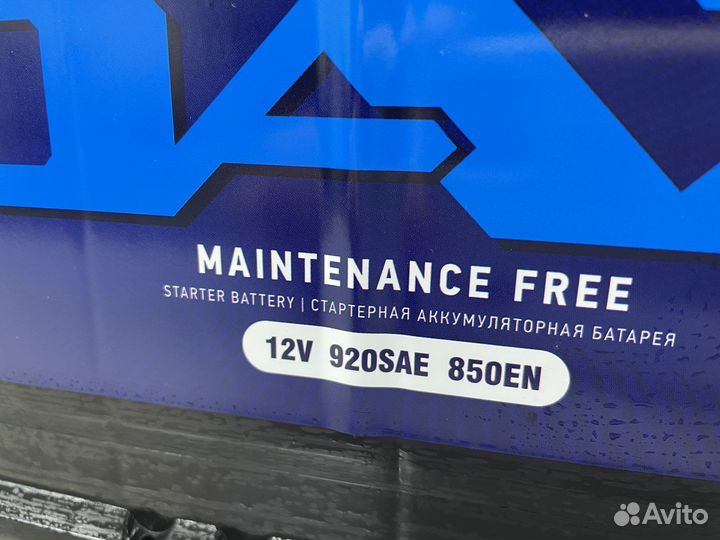 MAINTENANCE FREE
STARTER BATTERY | СТАРТЕРНАЯ АККУМУЛЯТОРНАЯ БАТАРЕЯ
12V 920SAE 850EN
Avito